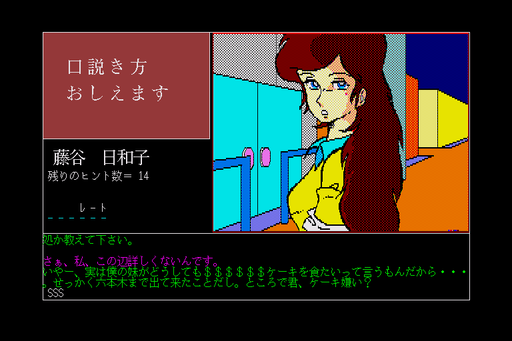 口説き方
おしえます
藤谷　日和子
残りのヒント数= 14
レート
処か教えて下さい。
さぁ、私、この辺詳しくないんです。
いやー、実は僕の妹がどうしても$$$$$$ケーキを食たいって言うもんだから・・・
。せっかく六本木まで出て来たことだし。ところで君、ケーキ嫌い?
SSS